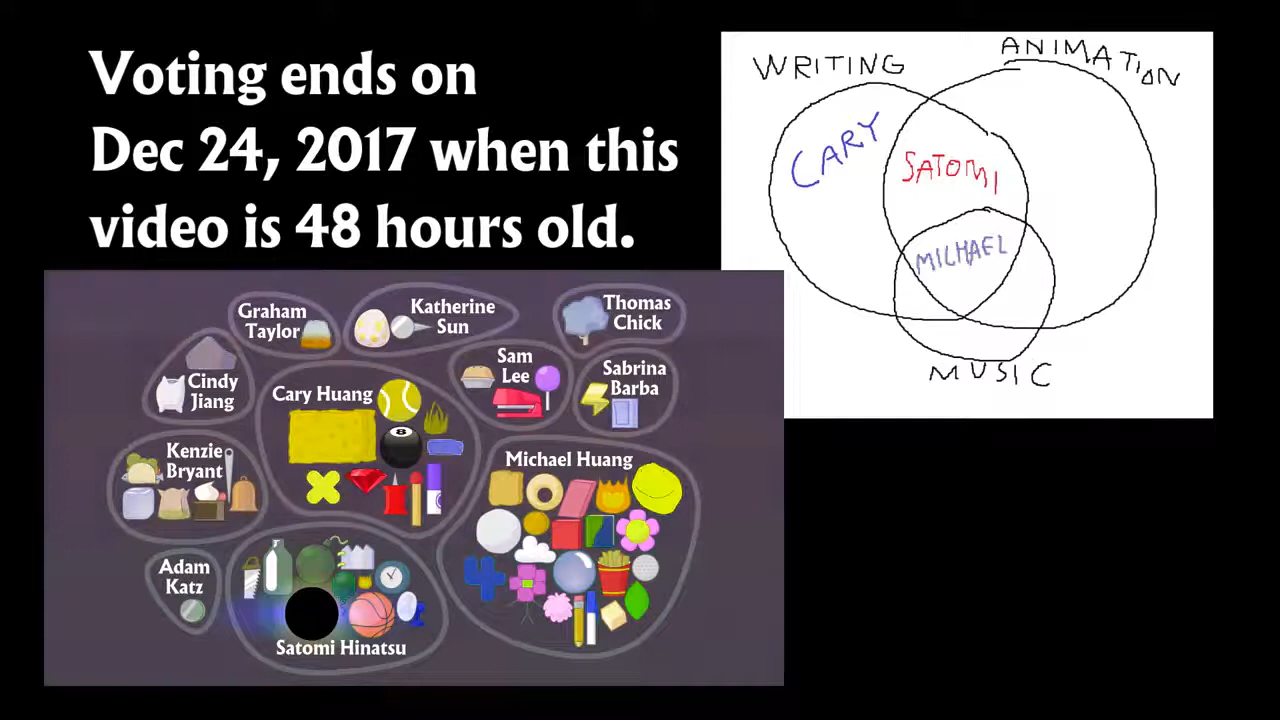 Voting ends on
Dec 24, 2017 when this
video is 48 hours old.
WRITING
ANIMATION
CARY
SATOMI
MICHAEL
MUSIC
Graham
Taylor
Katherine
Sun
Thomas
Chick
Cindy
Jiang
Cary Huang
Sam
Lee
Sabrina
Barba
8
Kenzie
Bryant
Michael Huang
Adam
Katz
Satomi Hinatsu